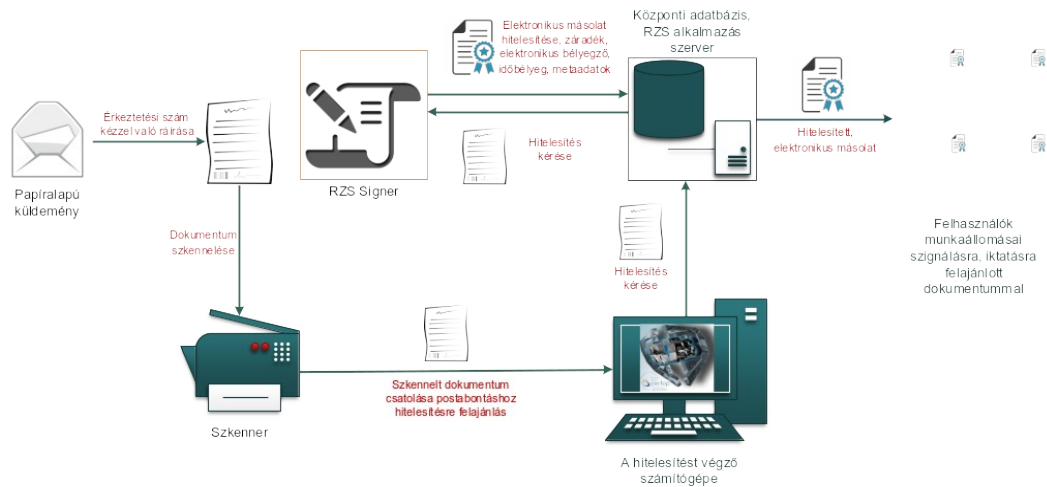 Elektronikus másolat
hitelesítése, záradék,
elektronikus bélyegző,
időbélyeg, metaadatok
Központi adatbázis,
RZS alkalmazás
szerver
Érkeztetési szám
kézzel való ráírása
Hitelesítés
kérése
Hitelesített,
elektronikus másolat
Papíralapú
küldemény
RZS Signer
Dokumentum
szkennelése
Hitelesítés
kérése
Felhasználók
munkaállomásai
szignálásra, iktatásra
felajánlott
dokumentummal
Szkennelt dokumentum
csatolása postabontáshoz
hitelesítésre felajánlás
Szkenner
A hitelesítést végző
számítógépe